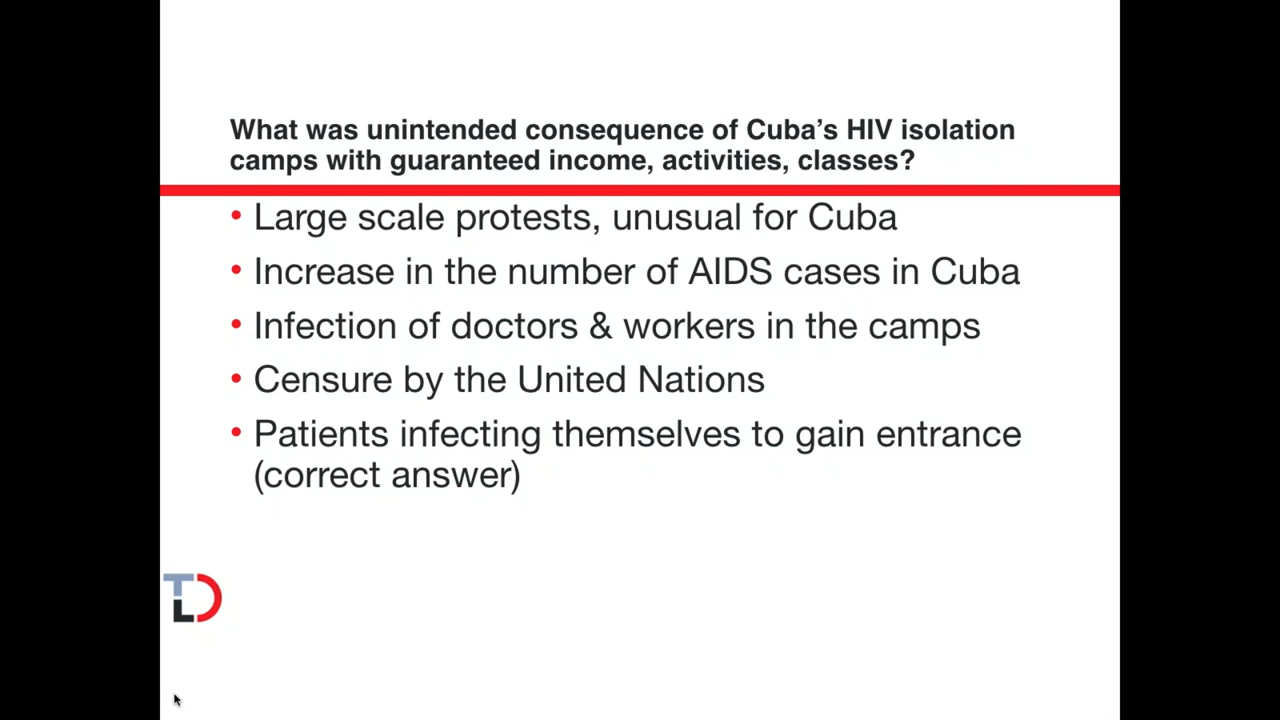 What was unintended consequence of Cuba’s HIV isolation
camps with guaranteed income, activities, classes?
• Large scale protests, unusual for Cuba
• Increase in the number of AIDS cases in Cuba
• Infection of doctors & workers in the camps
• Censure by the United Nations
• Patients infecting themselves to gain entrance
(correct answer)
TLD